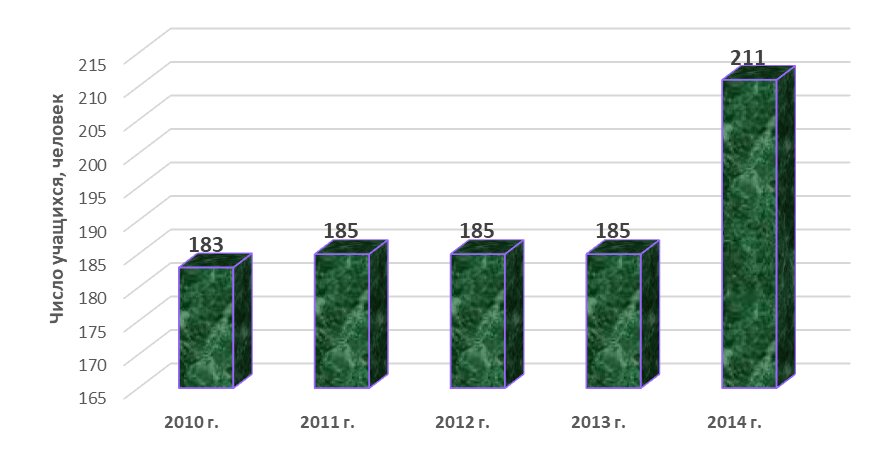 Число учащихся, человек
215
210
205
200
195
190
185
180
175
170
165
183
185
185
185
211
2010 г.
2011 г.
2012 г.
2013 г.
2014 г.